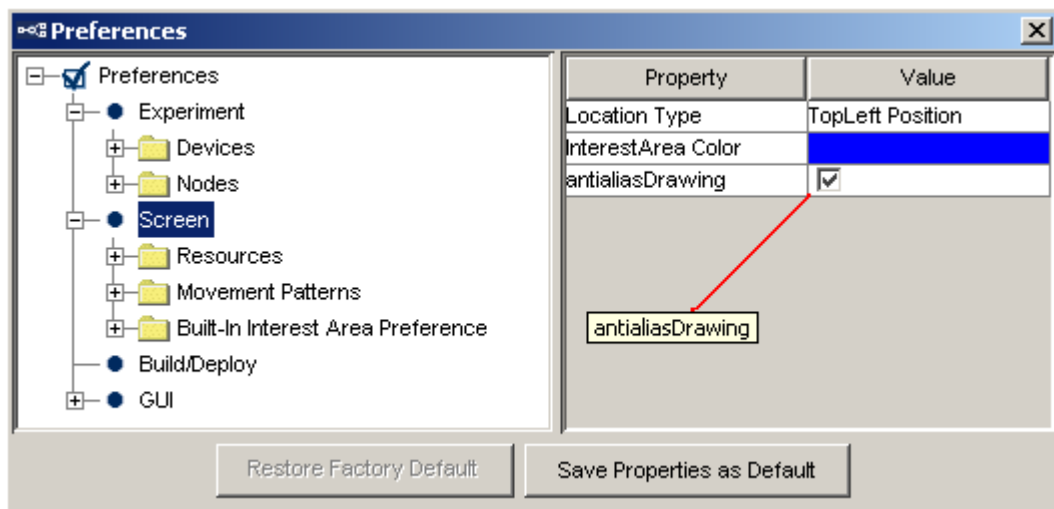 Preferences
Preferences
Experiment
Devices
Nodes
Screen
Resources
Movement Patterns
Built-In Interest Area Preference
Build/Deploy
GUI
Property Value
Location Type TopLeft Position
InterestArea Color
antialiasDrawing
antialiasDrawing
Restore Factory Default Save Properties as Default